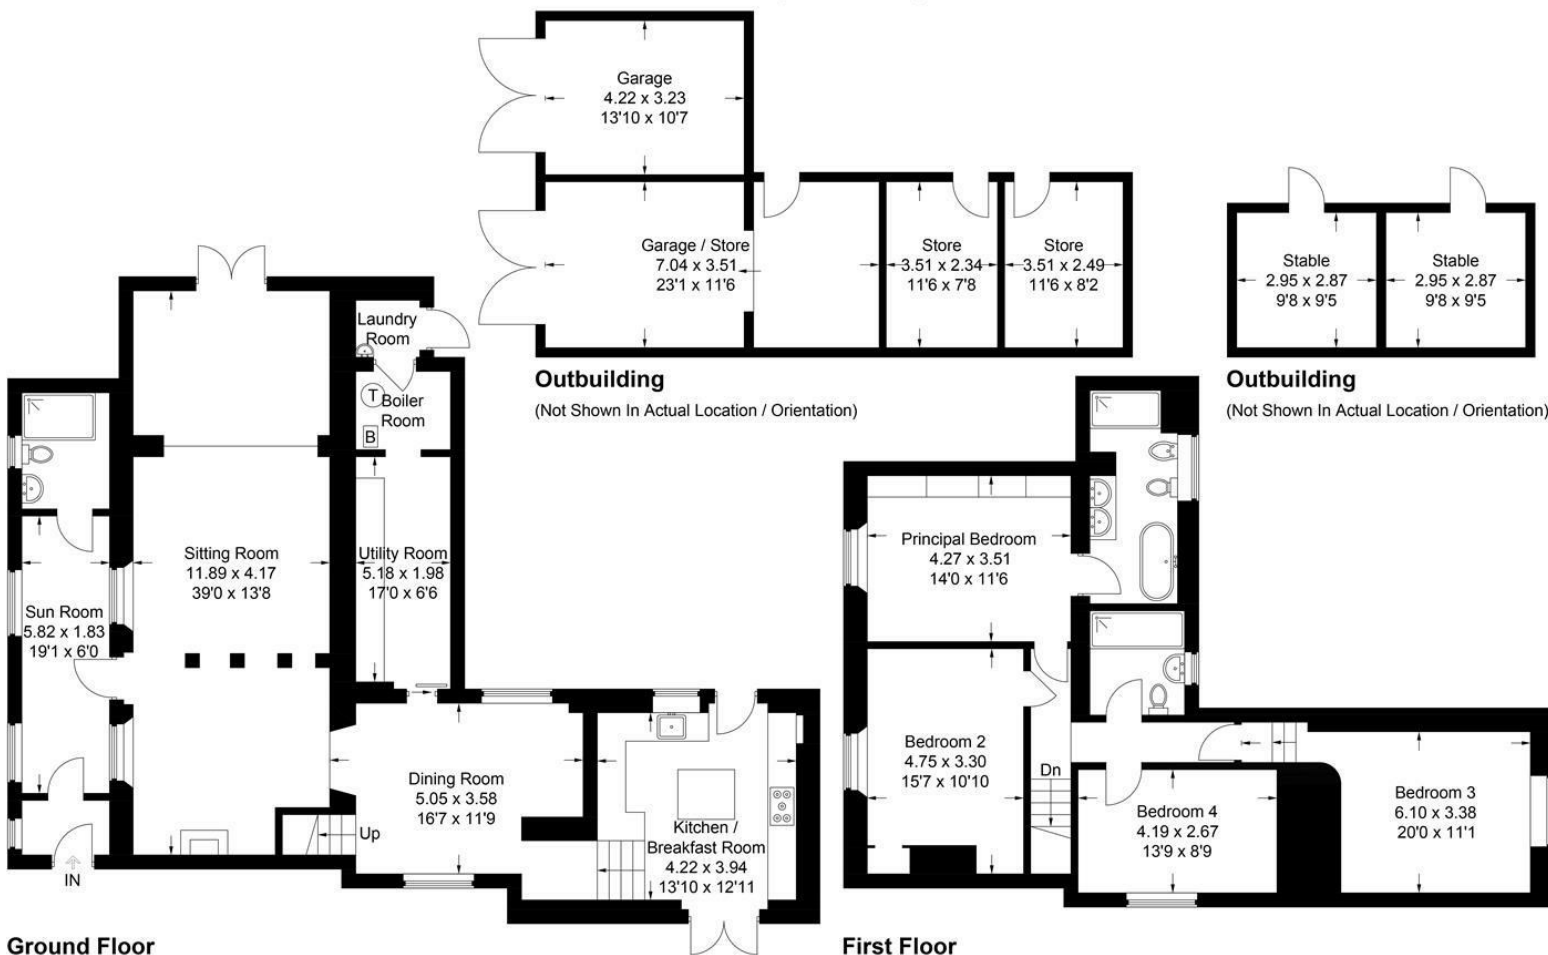 Garage
4.22 x 3.23
13'10 x 10'7
Garage / Store
7.04 x 3.51
23'1 x 11'6
Store
3.51 x 2.34
11'6 x 7'8
Store
3.51 x 2.49
11'6 x 8'2
Outbuilding
(Not Shown In Actual Location / Orientation)
Stable
2.95 x 2.87
9'8 x 9'5
Stable
2.95 x 2.87
9'8 x 9'5
Outbuilding
(Not Shown In Actual Location / Orientation)
Laundry
Room
T
Boiler
Room
B
Sitting Room
11.89 x 4.17
39'0 x 13'8
Utility Room
5.18 x 1.98
17'0 x 6'6
Sun Room
5.82 x 1.83
19'1 x 6'0
Dining Room
5.05 x 3.58
16'7 x 11'9
Up
Kitchen /
Breakfast Room
4.22 x 3.94
13'10 x 12'11
IN
Ground Floor
Principal Bedroom
4.27 x 3.51
14'0 x 11'6
Bedroom 2
4.75 x 3.30
15'7 x 10'10
Dn
Bedroom 4
4.19 x 2.67
13'9 x 8'9
Bedroom 3
6.10 x 3.38
20'0 x 11'1
First Floor